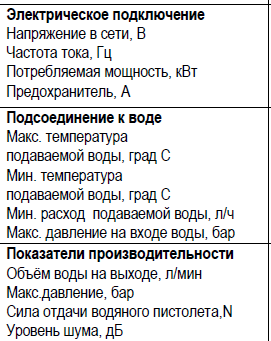 Электрическое подключение
Напряжение в сети, В
Частота тока, Гц
Потребляемая мощность, кВт
Предохранитель, А
Подсоединение к воде
Макс. температура
подаваемой воды, град С
Мин. температура
подаваемой воды, град С
Мин. расход подаваемой воды, л/ч
Макс. давление на входе воды, бар
Показатели производительности
Объём воды на выходе, л/мин
Макс.давление, бар
Сила отдачи водяного пистолета,N
Уровень шума, дБ